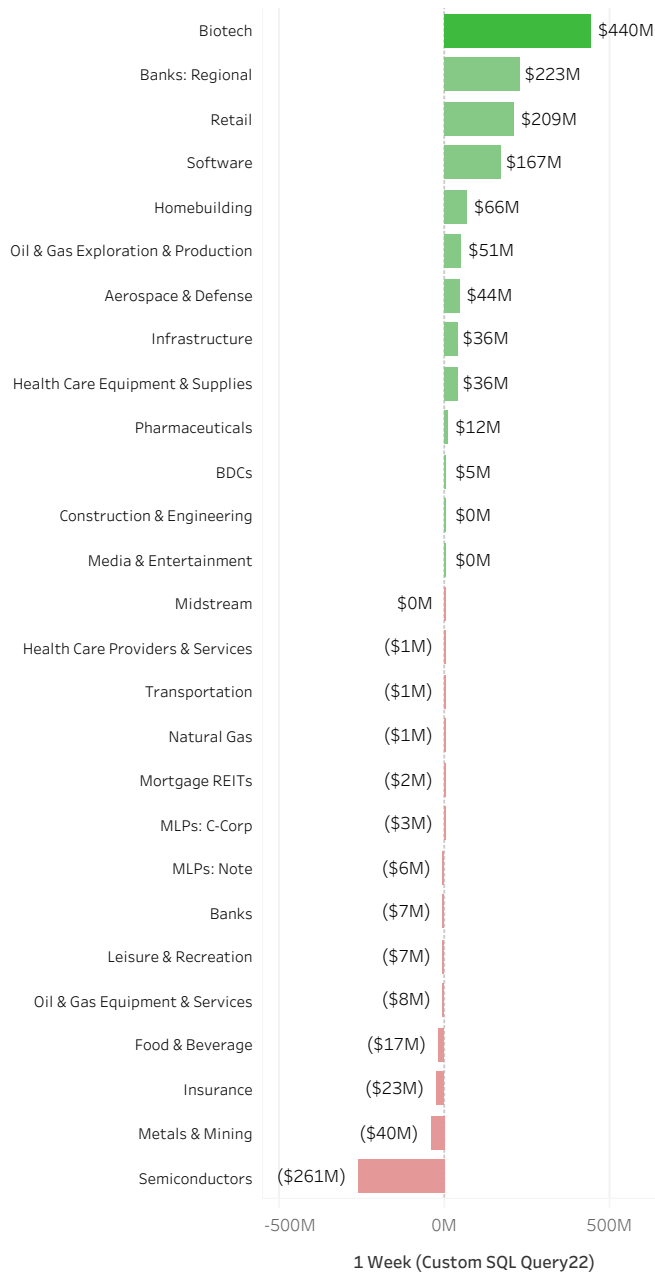 Biotech $440M
Banks: Regional $223M
Retail $209M
Software $167M
Homebuilding $66M
Oil & Gas Exploration & Production $51M
Aerospace & Defense $44M
Infrastructure $36M
Health Care Equipment & Supplies $36M
Pharmaceuticals $12M
BDCs $5M
Construction & Engineering $0M
Media & Entertainment $0M
Midstream $0M
Health Care Providers & Services ($1M)
Transportation ($1M)
Natural Gas ($1M)
Mortgage REITs ($2M)
MLPs: C-Corp ($3M)
MLPs: Note ($6M)
Banks ($7M)
Leisure & Recreation ($7M)
Oil & Gas Equipment & Services ($8M)
Food & Beverage ($17M)
Insurance ($23M)
Metals & Mining ($40M)
Semiconductors ($261M)
-$500M 0M $500M
1 Week (Custom SQL Query22)